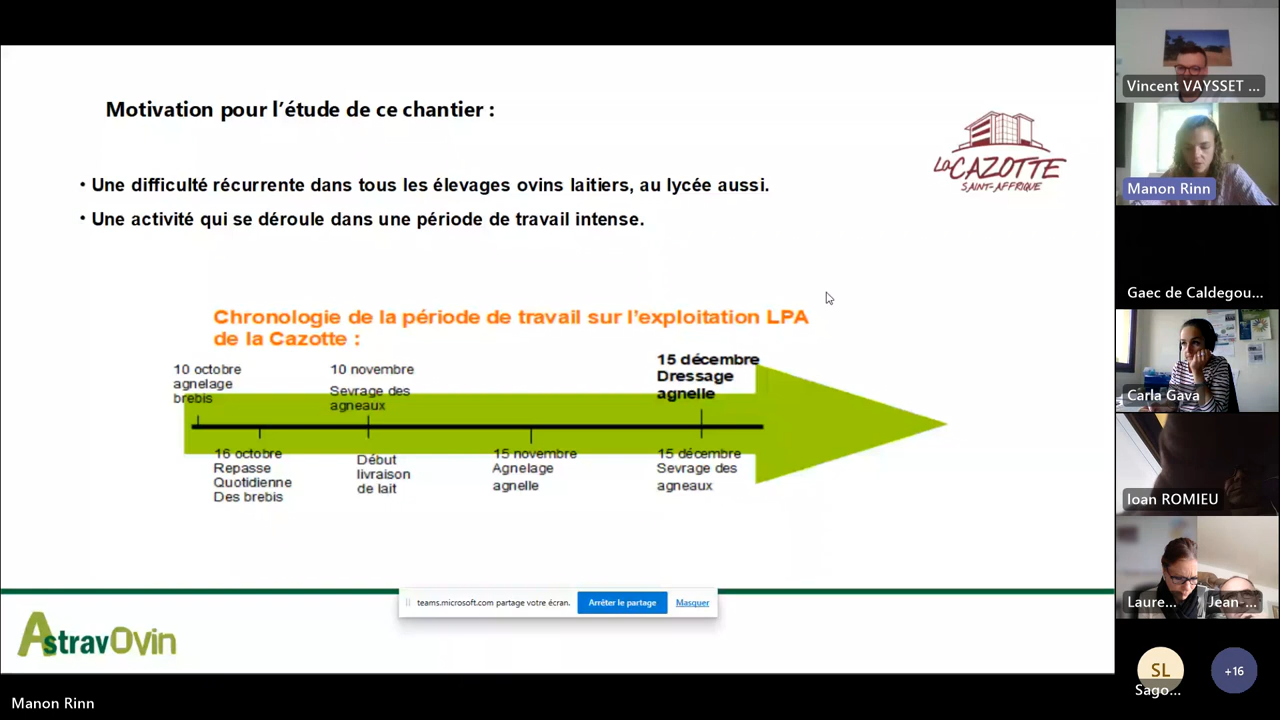 Motivation pour l'étude de ce chantier :
LA CAZOTTE
SAINT-AFFRIQUE
• Une difficulté récurrente dans tous les élevages ovins laitiers, au lycée aussi.
• Une activité qui se déroule dans une période de travail intense.
Chronologie de la période de travail sur l'exploitation LPA
de la Cazotte :
10 octobre
agnelage
brebis
10 novembre
Sevrage des
agneaux
15 décembre
Dressage
agnelle
16 octobre
Repasse
Quotidienne
Des brebis
Début
livraison
de lait
15 novembre
Agnelage
agnelle
15 décembre
Sevrage des
agneaux
teams.microsoft.com partage votre écran.
Arrêter le partage
Masquer
AstravOvin
Manon Rinn
Vincent VAYSSET ...
Manon Rinn
Gaec de Caldegou...
Carla Gava
Ioan ROMIEU
Laure...
Jean-...
SL
Sago...
+16